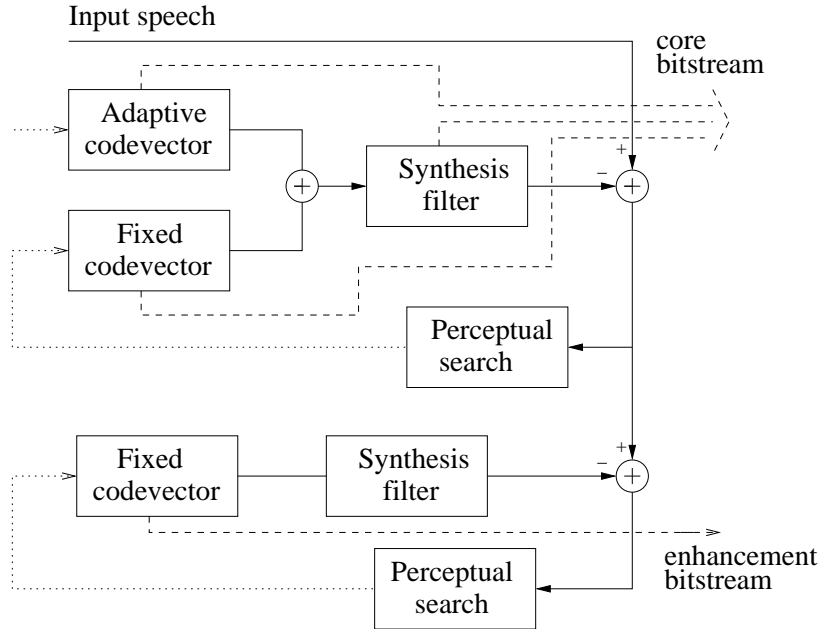 Input speech
core
bitstream
Adaptive
codevector
+
+
−
+
Synthesis
filter
Fixed
codevector
Perceptual
search
+
−
+
Fixed
codevector
Synthesis
filter
enhancement
bitstream
Perceptual
search